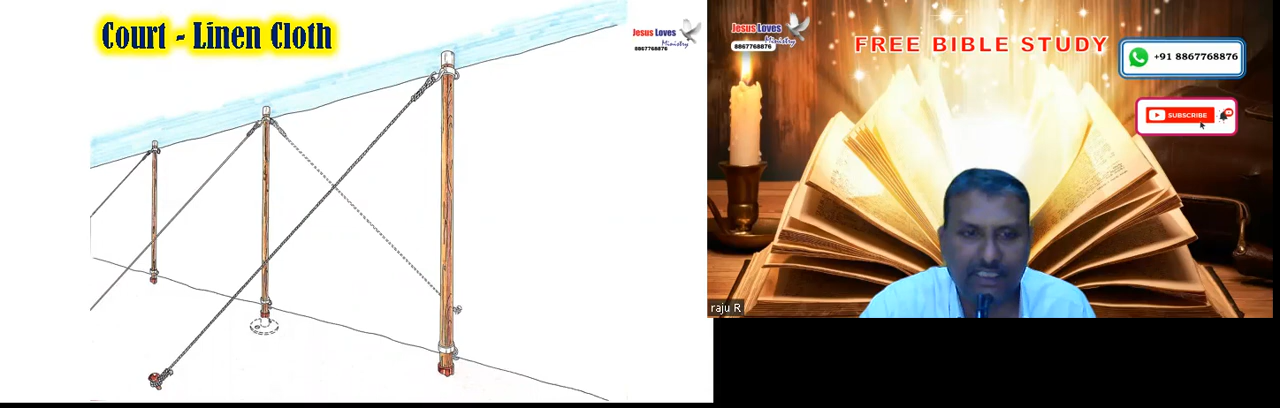 Court - Linen Cloth
Jesus Loves
Ministry
8867768876
Jesus Loves
Ministry
8867768876
FREE BIBLE STUDY
+91 8867768876
SUBSCRIBE
raju R